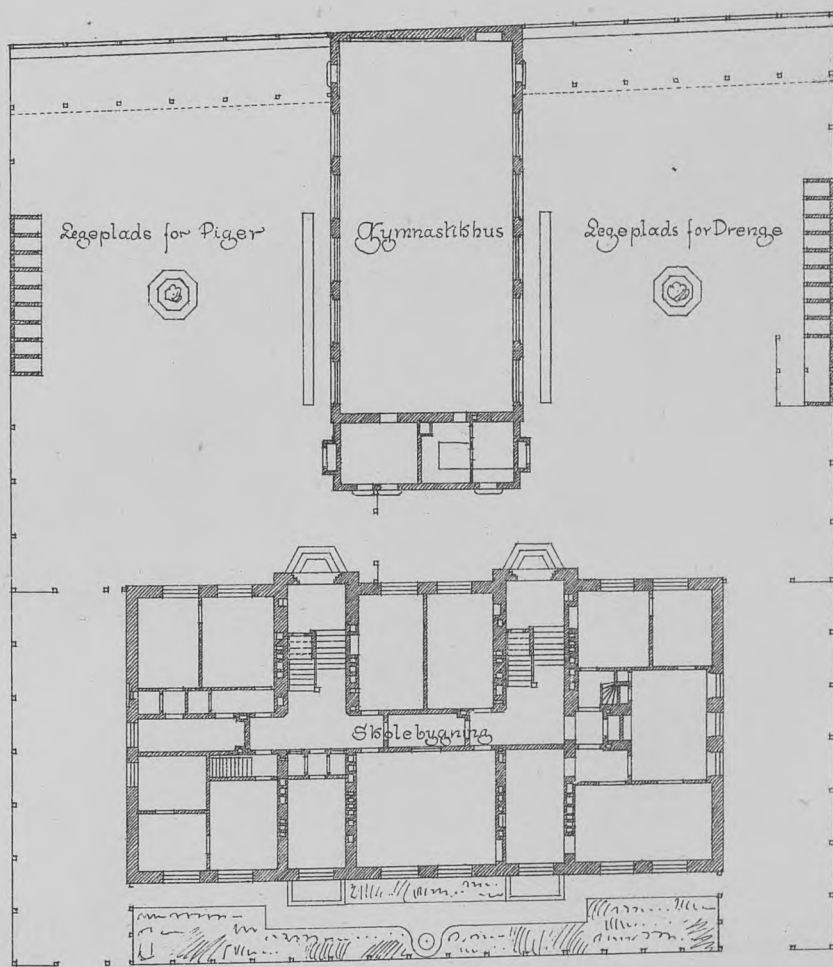 Legeplads for Piger
Gymnastikhus
Legeplads for Drenge
Skolebygning